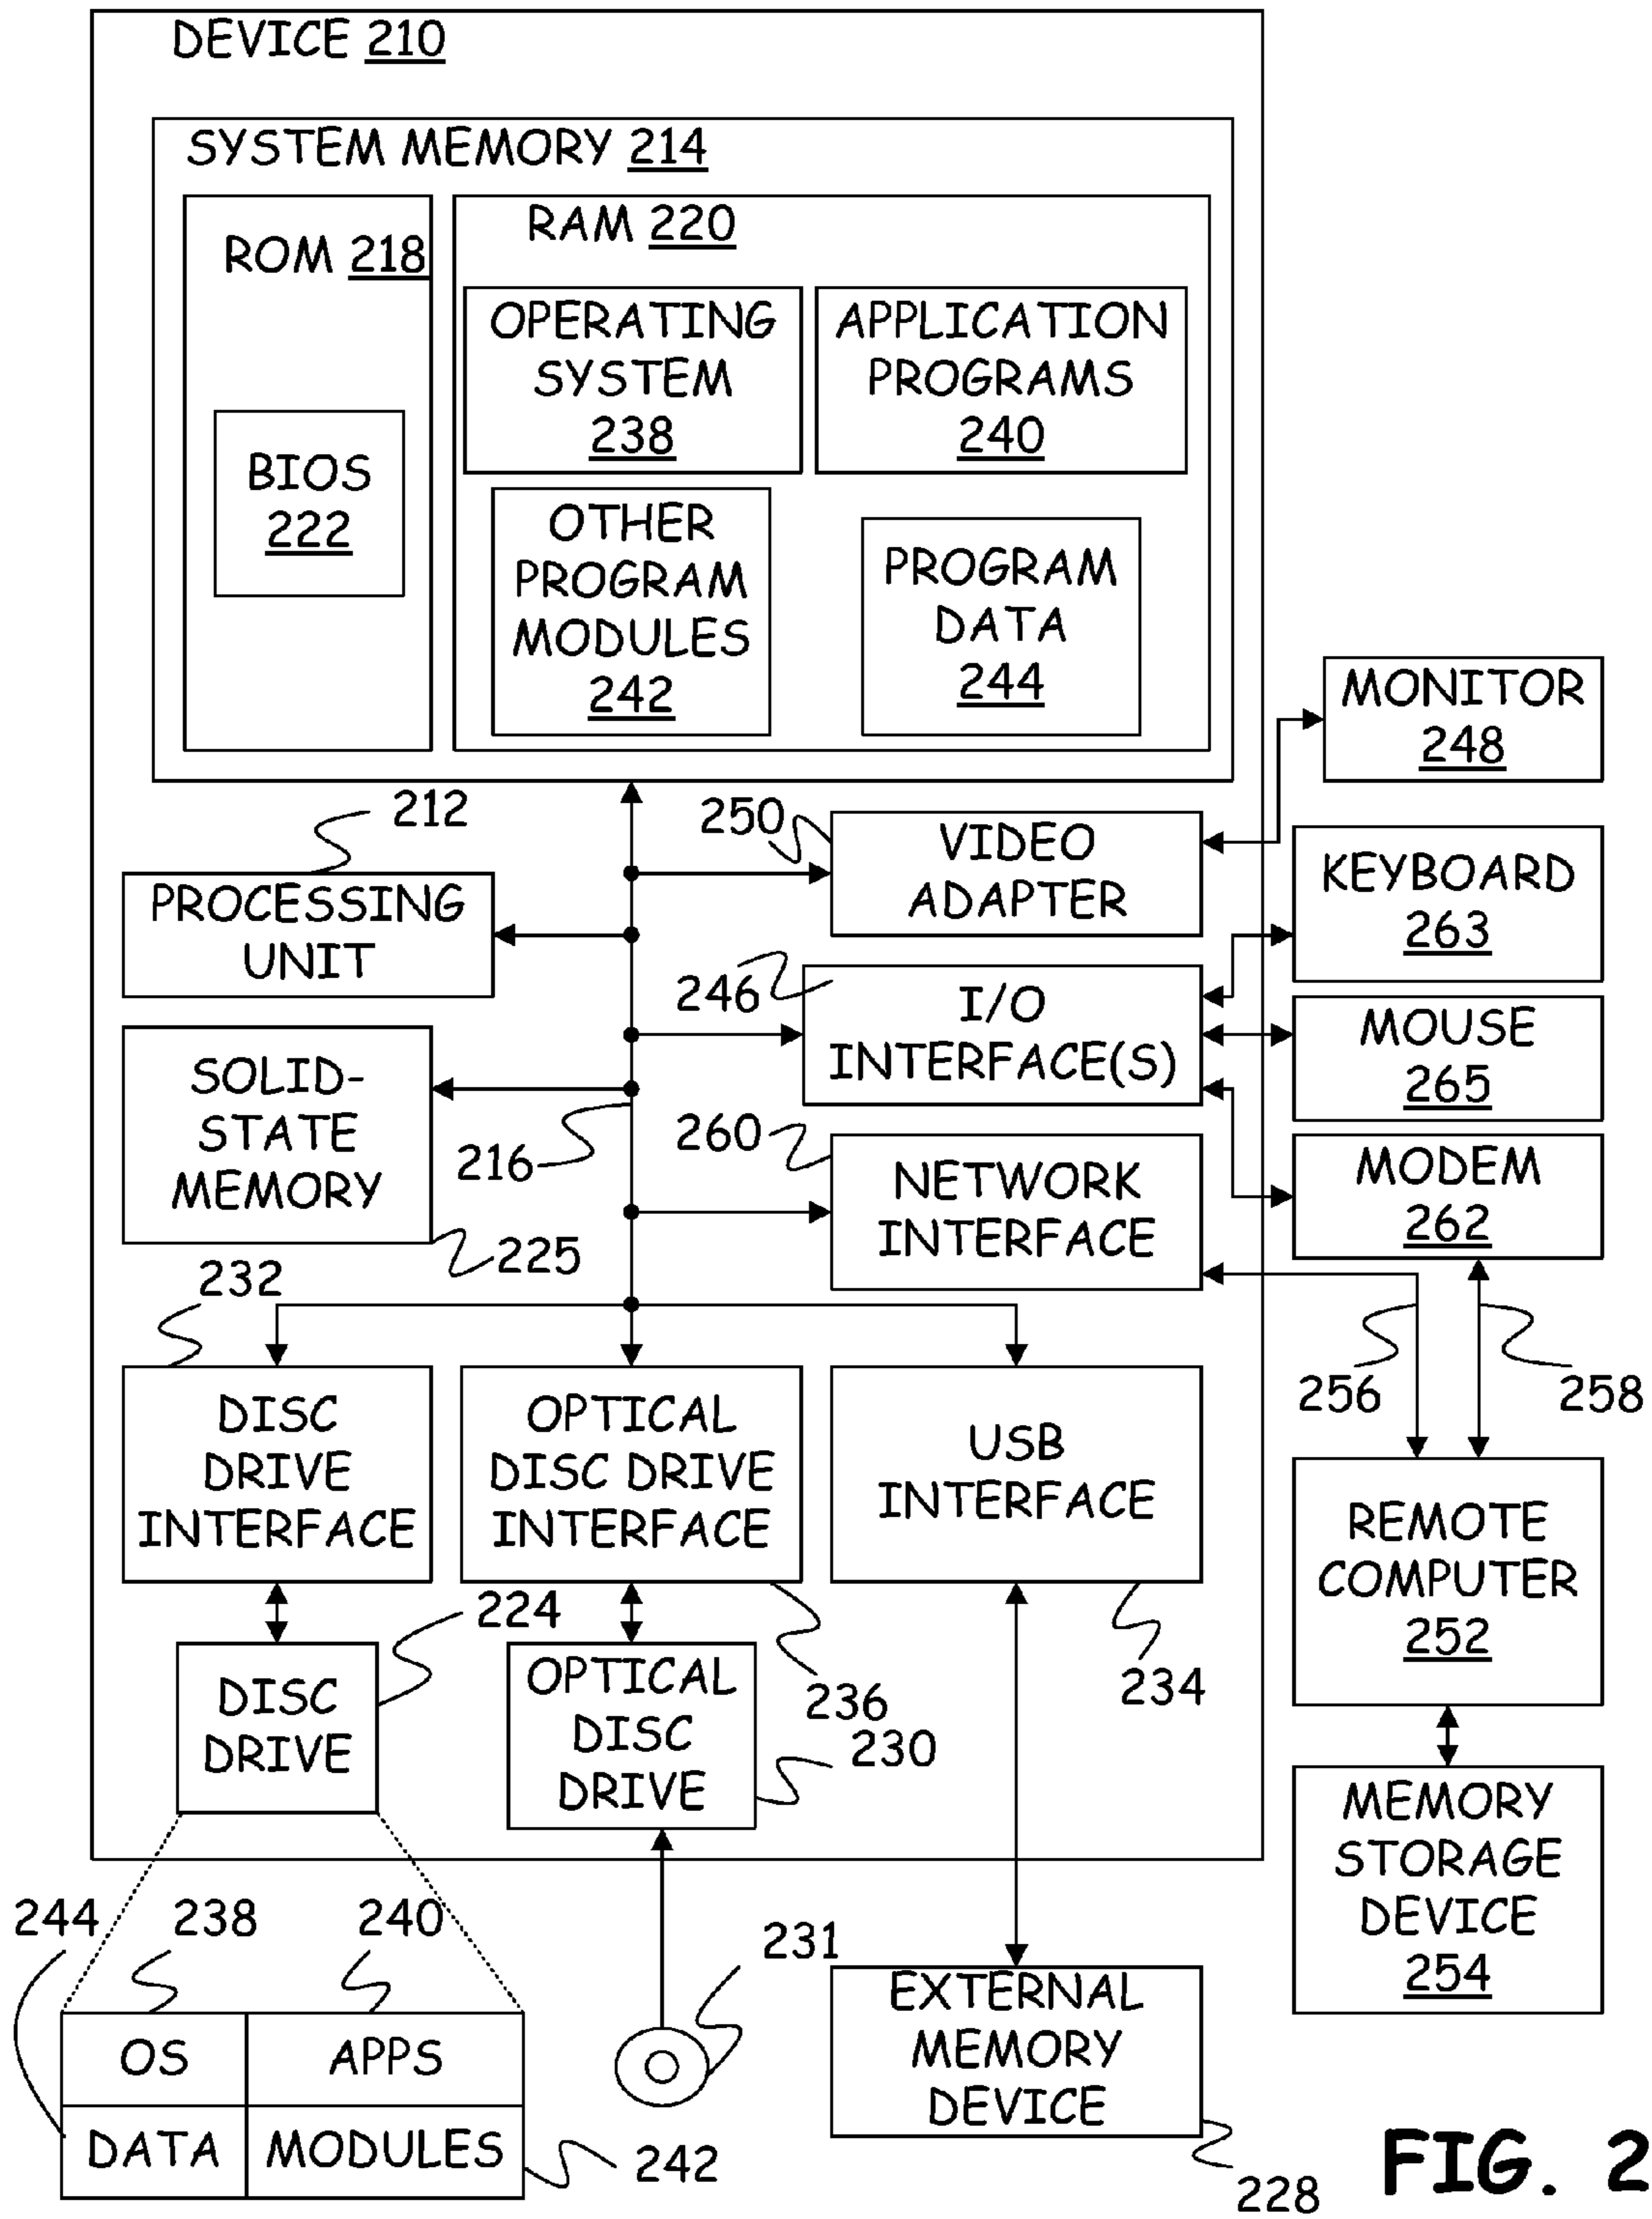 DEVICE 210
SYSTEM MEMORY 214
ROM 218
RAM 220
OPERATING
SYSTEM
238
APPLICATION
PROGRAMS
240
BIOS
222
OTHER
PROGRAM
MODULES
242
PROGRAM
DATA
244
MONITOR
248
212
250
VIDEO
ADAPTER
PROCESSING
UNIT
KEYBOARD
263
246
I/O
INTERFACE(S)
MOUSE
265
SOLID-
STATE
MEMORY
216
260
NETWORK
INTERFACE
MODEM
262
225
232
256
258
DISC
DRIVE
INTERFACE
OPTICAL
DISC DRIVE
INTERFACE
USB
INTERFACE
REMOTE
COMPUTER
252
224
236
234
DISC
DRIVE
OPTICAL
DISC
DRIVE
230
MEMORY
STORAGE
DEVICE
254
244
238
240
231
OS
APPS
DATA
MODULES
242
EXTERNAL
MEMORY
DEVICE
228
FIG. 2